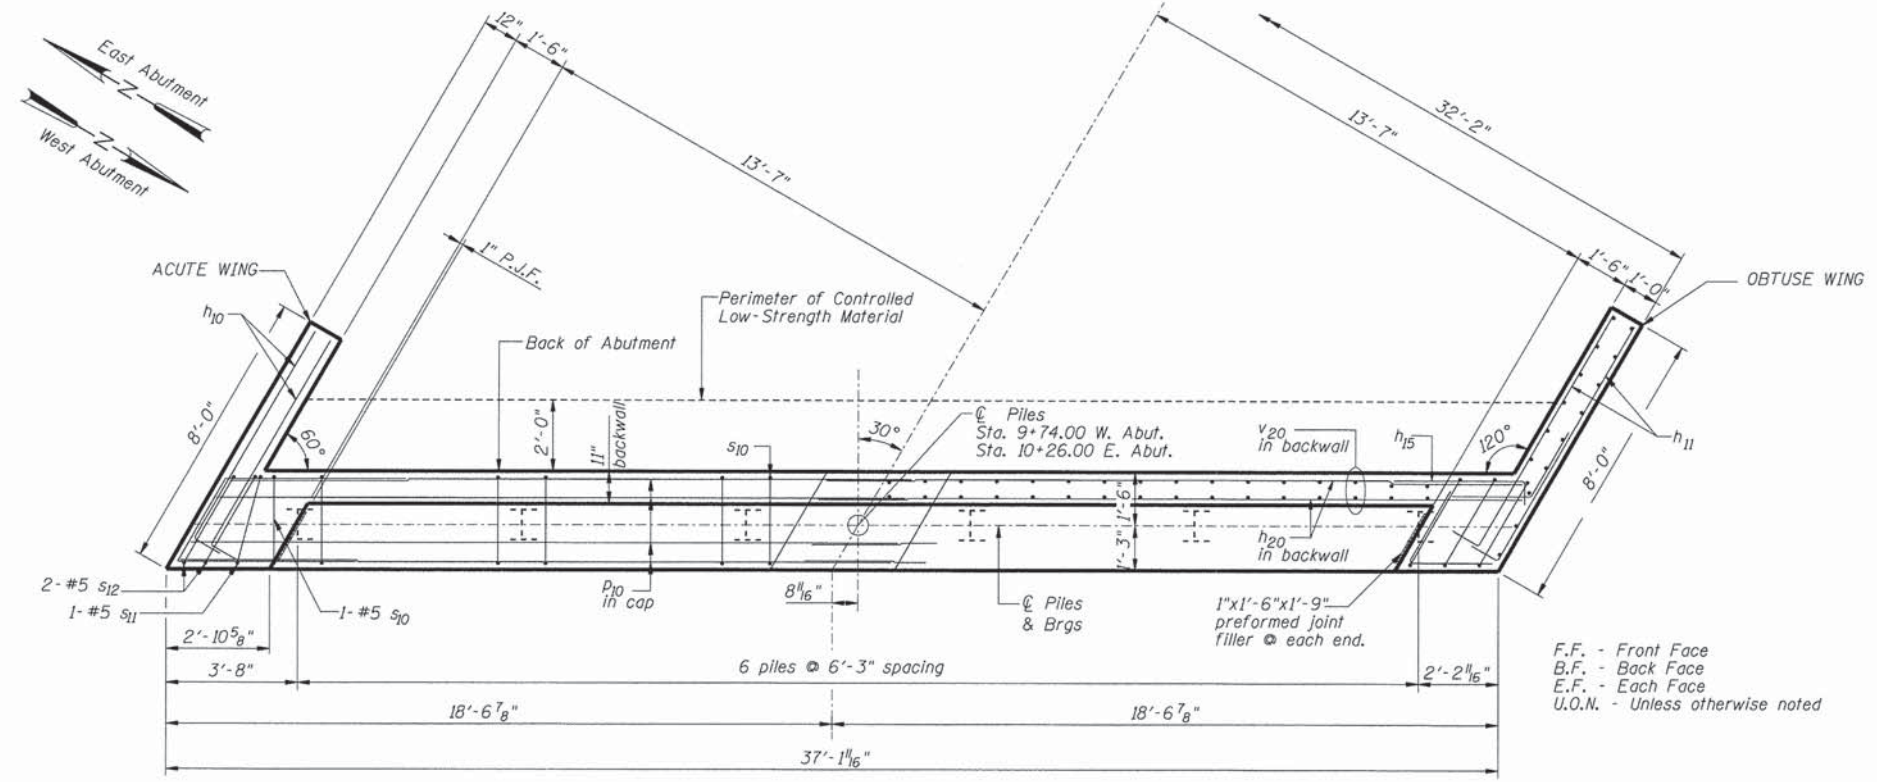 12"
1'-6"
East Abutment
N
N
West Abutment
13'-7"
32'-2"
13'-7"
1" P.J.F.
ACUTE WING
h10
1'-6"
1'-0"
OBTUSE WING
Perimeter of Controlled
Low-Strength Material
Back of Abutment
8'-0"
60°
2'-0"
11"
backwall
s10
30°
℄ Piles
Sta. 9+74.00 W. Abut.
Sta. 10+26.00 E. Abut.
v20
in backwall
h15
120°
h11
8'-0"
1'-6"
1'-3"
h20
in backwall
2- #5 s12
1- #5 s11
1- #5 s10
p10
in cap
8 11/16"
℄ Piles
& Brgs
1"x1'-6"x1'-9"
preformed joint
filler @ each end.
2'-10 5/8"
3'-8"
6 piles @ 6'-3" spacing
2'-2 11/16"
18'-6 7/8"
18'-6 7/8"
37'-1 11/16"
F.F. - Front Face
B.F. - Back Face
E.F. - Each Face
U.O.N. - Unless otherwise noted